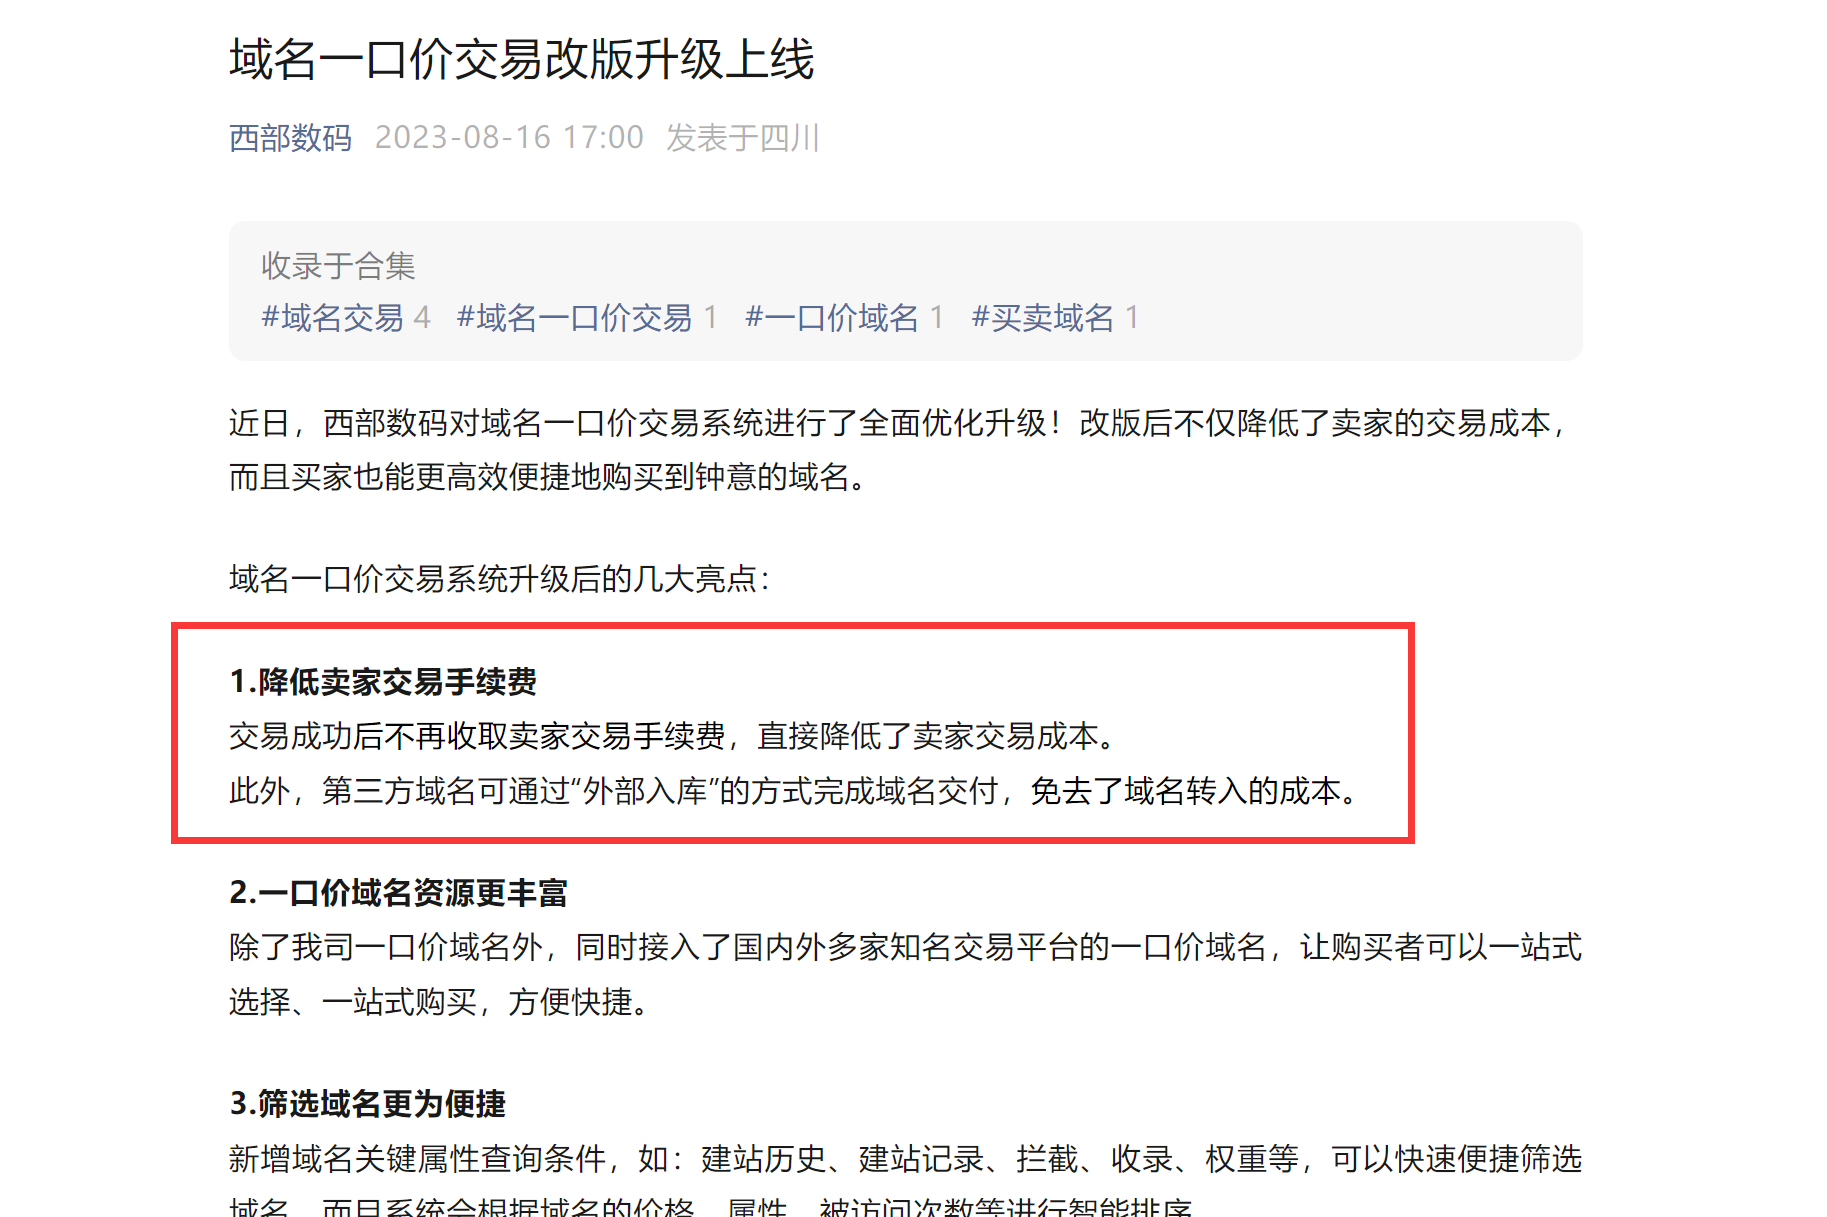 域名一口价交易改版升级上线
西部数码 2023-08-16 17:00 发表于四川
收录于合集
#域名交易 4 #域名一口价交易 1 #一口价域名 1 #买卖域名 1
近日，西部数码对域名一口价交易系统进行了全面优化升级！改版后不仅降低了卖家的交易成本，
而且买家也能更高效便捷地购买到钟意的域名。
域名一口价交易系统升级后的几大亮点：
1.降低卖家交易手续费
交易成功后不再收取卖家交易手续费，直接降低了卖家交易成本。
此外，第三方域名可通过“外部入库”的方式完成域名交付，免去了域名转入的成本。
2.一口价域名资源更丰富
除了我司一口价域名外，同时接入了国内外多家知名交易平台的一口价域名，让购买者可以一站式
选择、一站式购买，方便快捷。
3.筛选域名更为便捷
新增域名关键属性查询条件，如：建站历史、建站记录、拦截、收录、权重等，可以快速便捷筛选
域名，而且系统会根据域名的价格、属性、被访问次数等进行智能排序